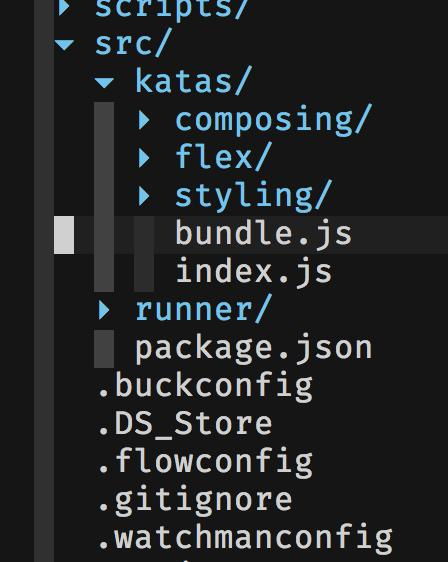 scripts/
src/
katas/
composing/
flex/
styling/
bundle.js
index.js
runner/
package.json
.buckconfig
.DS_Store
.flowconfig
.gitignore
.watchmanconfig